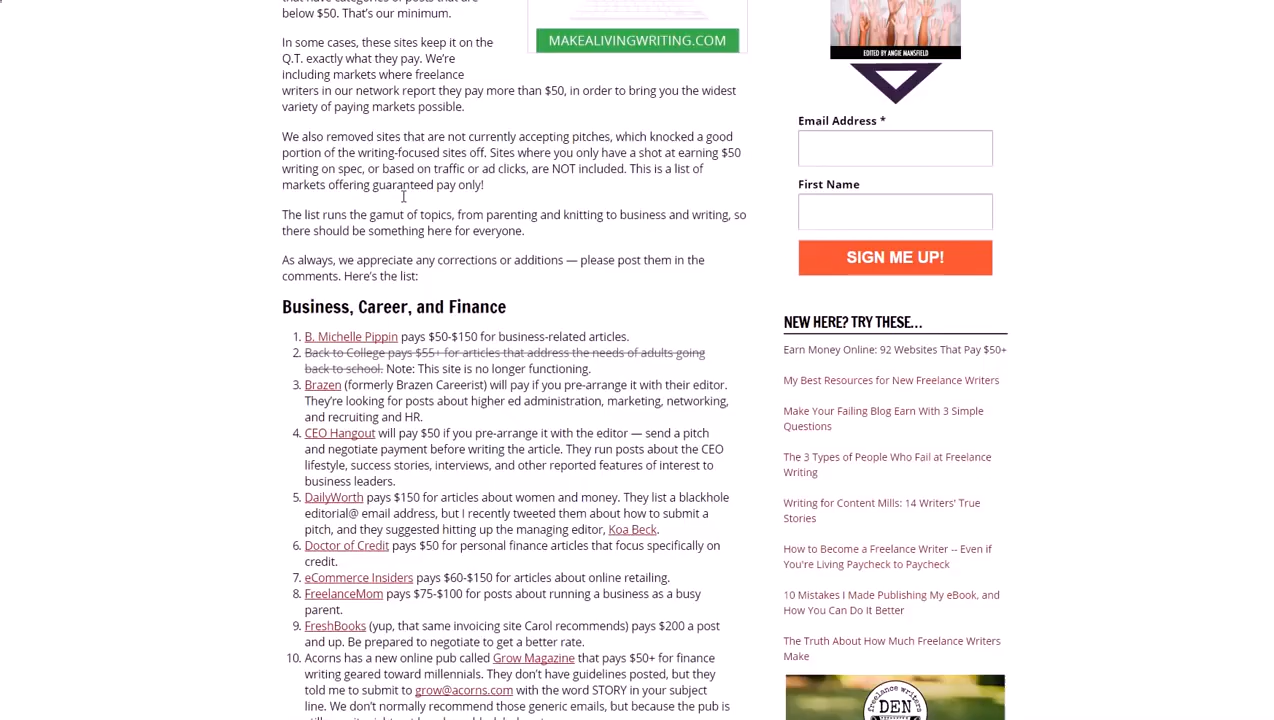 that have categories of posts that are
below $50. That's our minimum.
In some cases, these sites keep it on the
Q.T. exactly what they pay. We're
including markets where freelance
writers in our network report they pay more than $50, in order to bring you the widest
variety of paying markets possible.
We also removed sites that are not currently accepting pitches, which knocked a good
portion of the writing-focused sites off. Sites where you only have a shot at earning $50
writing on spec, or based on traffic or ad clicks, are NOT included. This is a list of
markets offering guaranteed pay only!
The list runs the gamut of topics, from parenting and knitting to business and writing, so
there should be something here for everyone.
As always, we appreciate any corrections or additions — please post them in the
comments. Here's the list:
Business, Career, and Finance
1. B. Michelle Pippin pays $50-$150 for business-related articles.
2. Back to College pays $55+ for articles that address the needs of adults going
back to school. Note: This site is no longer functioning.
3. Brazen (formerly Brazen Careerist) will pay if you pre-arrange it with their editor.
They're looking for posts about higher ed administration, marketing, networking,
and recruiting and HR.
4. CEO Hangout will pay $50 if you pre-arrange it with the editor — send a pitch
and negotiate payment before writing the article. They run posts about the CEO
lifestyle, success stories, interviews, and other reported features of interest to
business leaders.
5. DailyWorth pays $150 for articles about women and money. They list a blackhole
editorial@ email address, but I recently tweeted them about how to submit a
pitch, and they suggested hitting up the managing editor, Koa Beck.
6. Doctor of Credit pays $50 for personal finance articles that focus specifically on
credit.
7. eCommerce Insiders pays $60-$150 for articles about online retailing.
8. FreelanceMom pays $75-$100 for posts about running a business as a busy
parent.
9. FreshBooks (yup, that same invoicing site Carol recommends) pays $200 a post
and up. Be prepared to negotiate to get a better rate.
10. Acorns has a new online pub called Grow Magazine that pays $50+ for finance
writing geared toward millennials. They don't have guidelines posted, but they
told me to submit to grow@acorns.com with the word STORY in your subject
line. We don't normally recommend those generic emails, but because the pub is
MAKEALIVINGWRITING.COM
EDITED BY ANGIE MANSFIELD
Email Address *
First Name
SIGN ME UP!
NEW HERE? TRY THESE…
Earn Money Online: 92 Websites That Pay $50+
My Best Resources for New Freelance Writers
Make Your Failing Blog Earn With 3 Simple
Questions
The 3 Types of People Who Fail at Freelance
Writing
Writing for Content Mills: 14 Writers' True
Stories
How to Become a Freelance Writer -- Even if
You're Living Paycheck to Paycheck
10 Mistakes I Made Publishing My eBook, and
How You Can Do It Better
The Truth About How Much Freelance Writers
Make
freelance writers
DEN